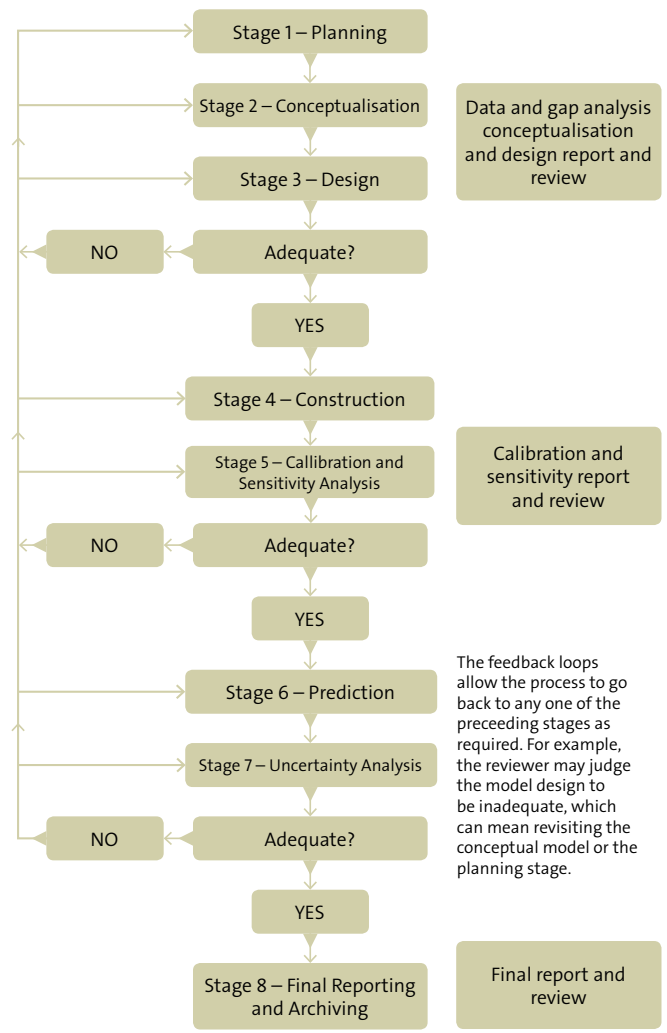 Stage 1 – Planning
Stage 2 – Conceptualisation
Data and gap analysis
conceptualisation
and design report and
review
Stage 3 – Design
NO
Adequate?
YES
Stage 4 – Construction
Stage 5 – Callibration and
Sensitivity Analysis
Calibration and
sensitivity report
and review
NO
Adequate?
YES
The feedback loops
allow the process to go
back to any one of the
preceeding stages as
required. For example,
the reviewer may judge
the model design to
be inadequate, which
can mean revisiting the
conceptual model or the
planning stage.
Stage 6 – Prediction
Stage 7 – Uncertainty Analysis
NO
Adequate?
YES
Stage 8 – Final Reporting
and Archiving
Final report and
review